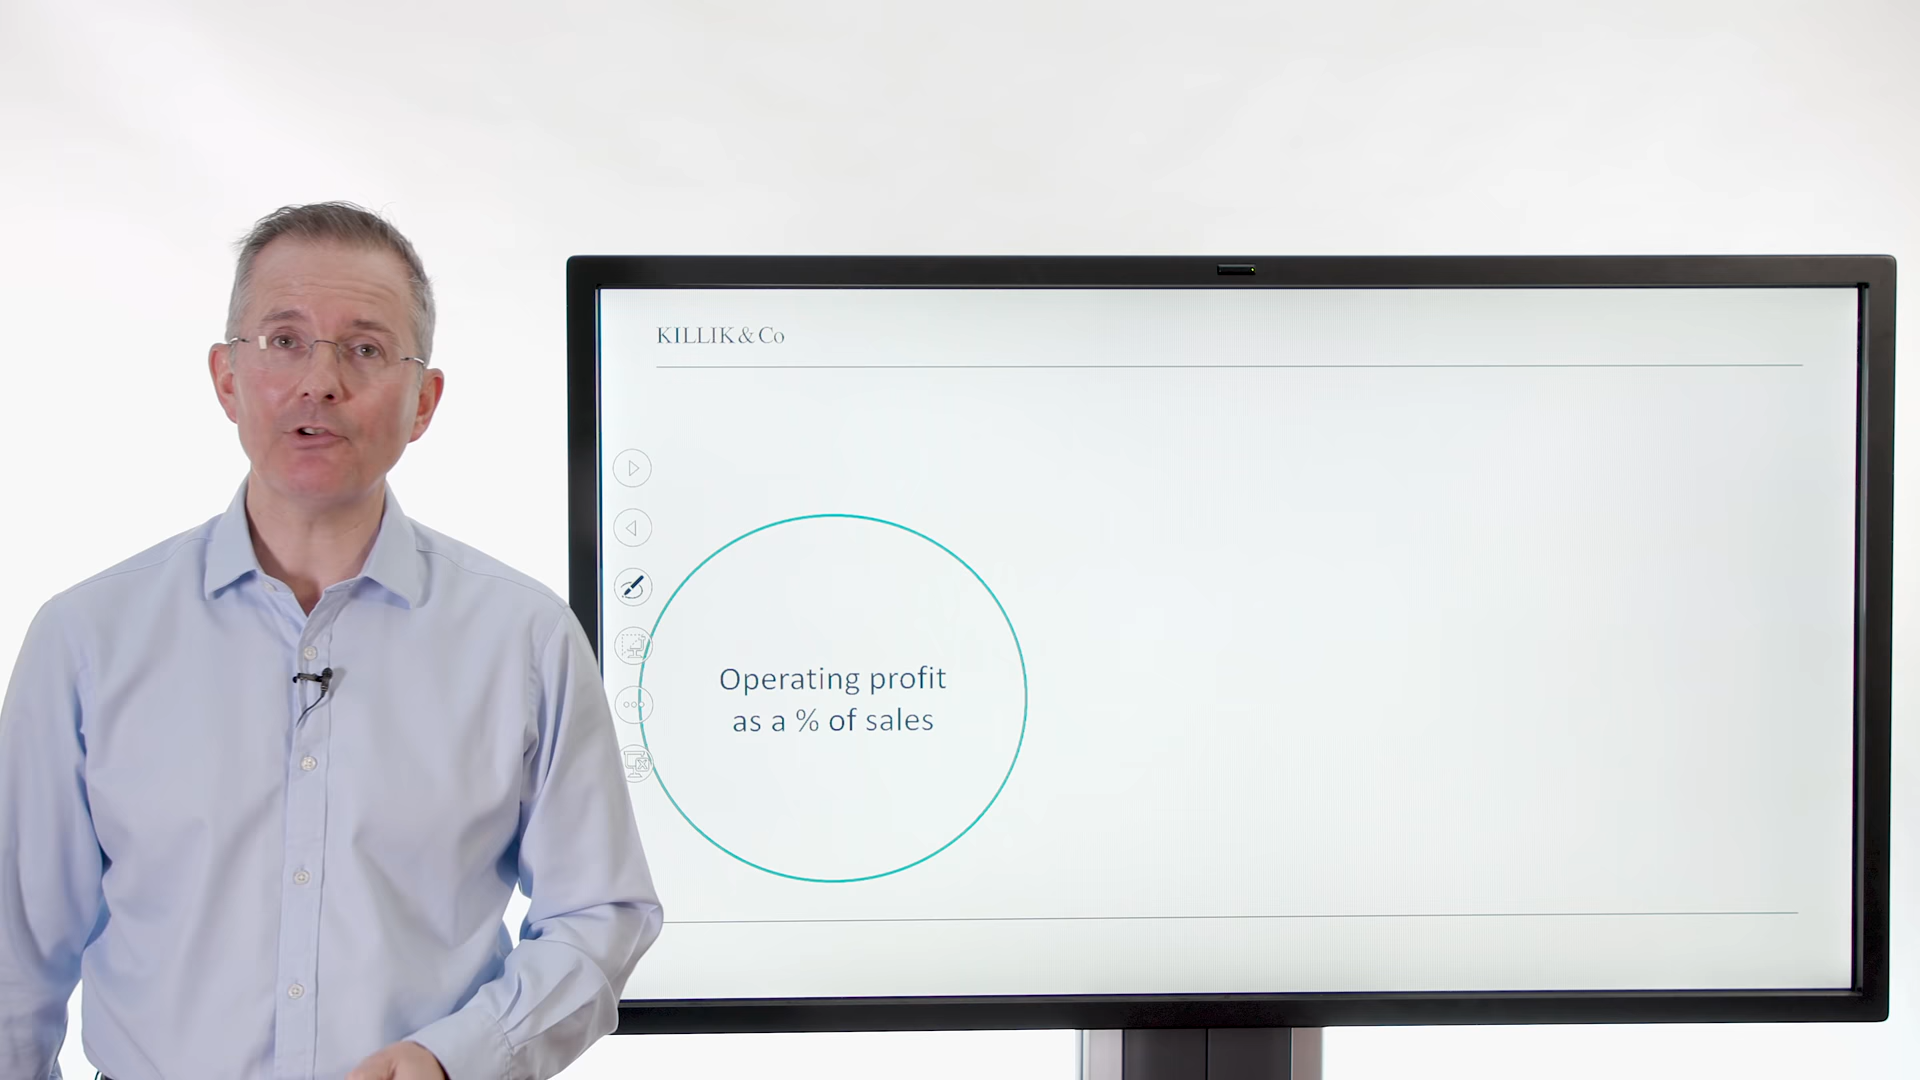 KILLIK & Co
Operating profit
as a % of sales